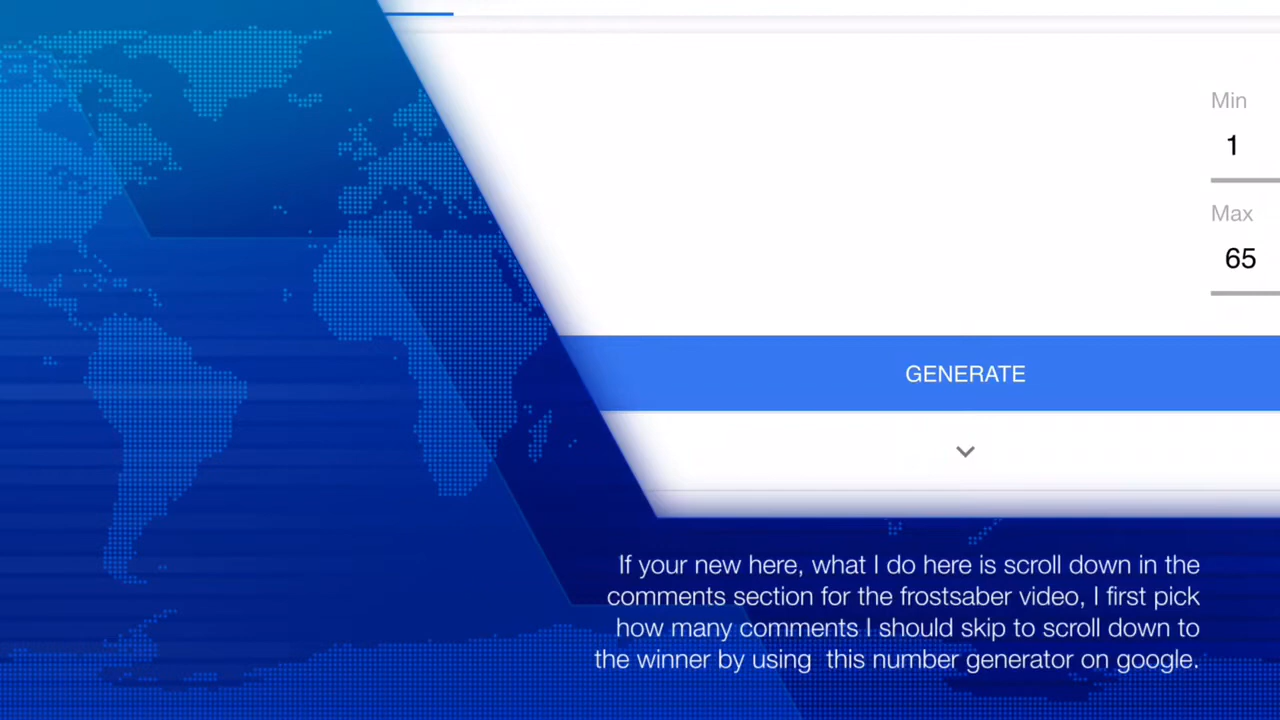 Min
1
Max
65
GENERATE
If your new here, what I do here is scroll down in the
comments section for the frostsaber video, I first pick
how many comments I should skip to scroll down to
the winner by using  this number generator on google.